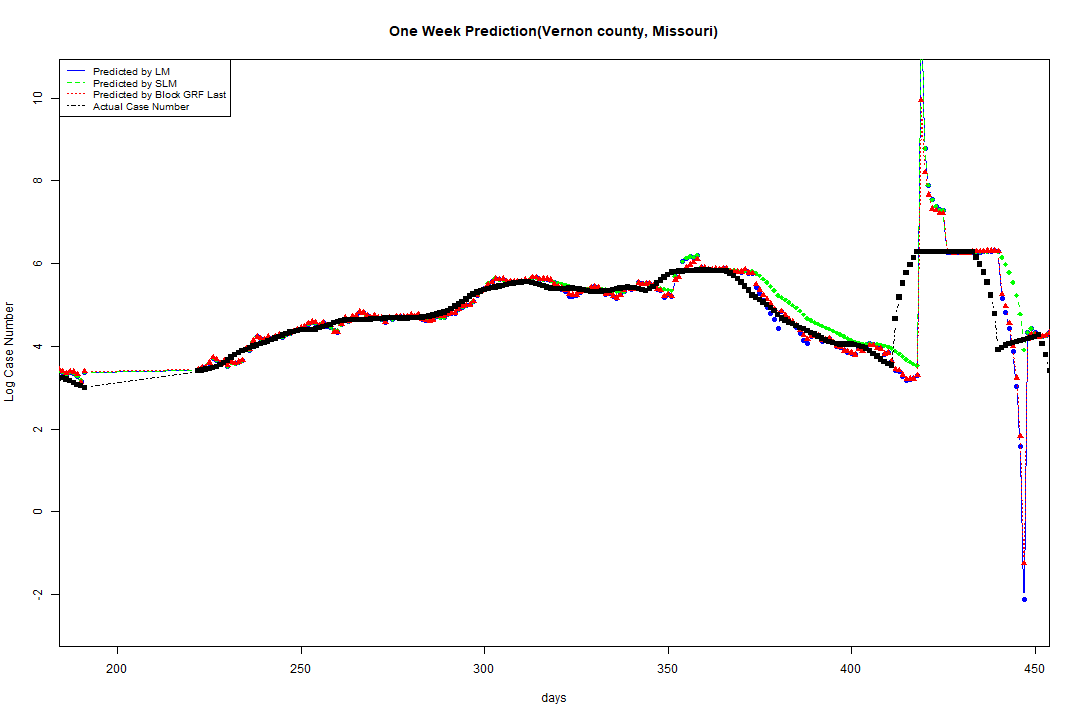 One Week Prediction(Vernon county, Missouri)
Predicted by LM
Predicted by SLM
Predicted by Block GRF Last
Actual Case Number
10
8
6
4
2
0
-2
Log Case Number
200 250 300 350 400 450
days